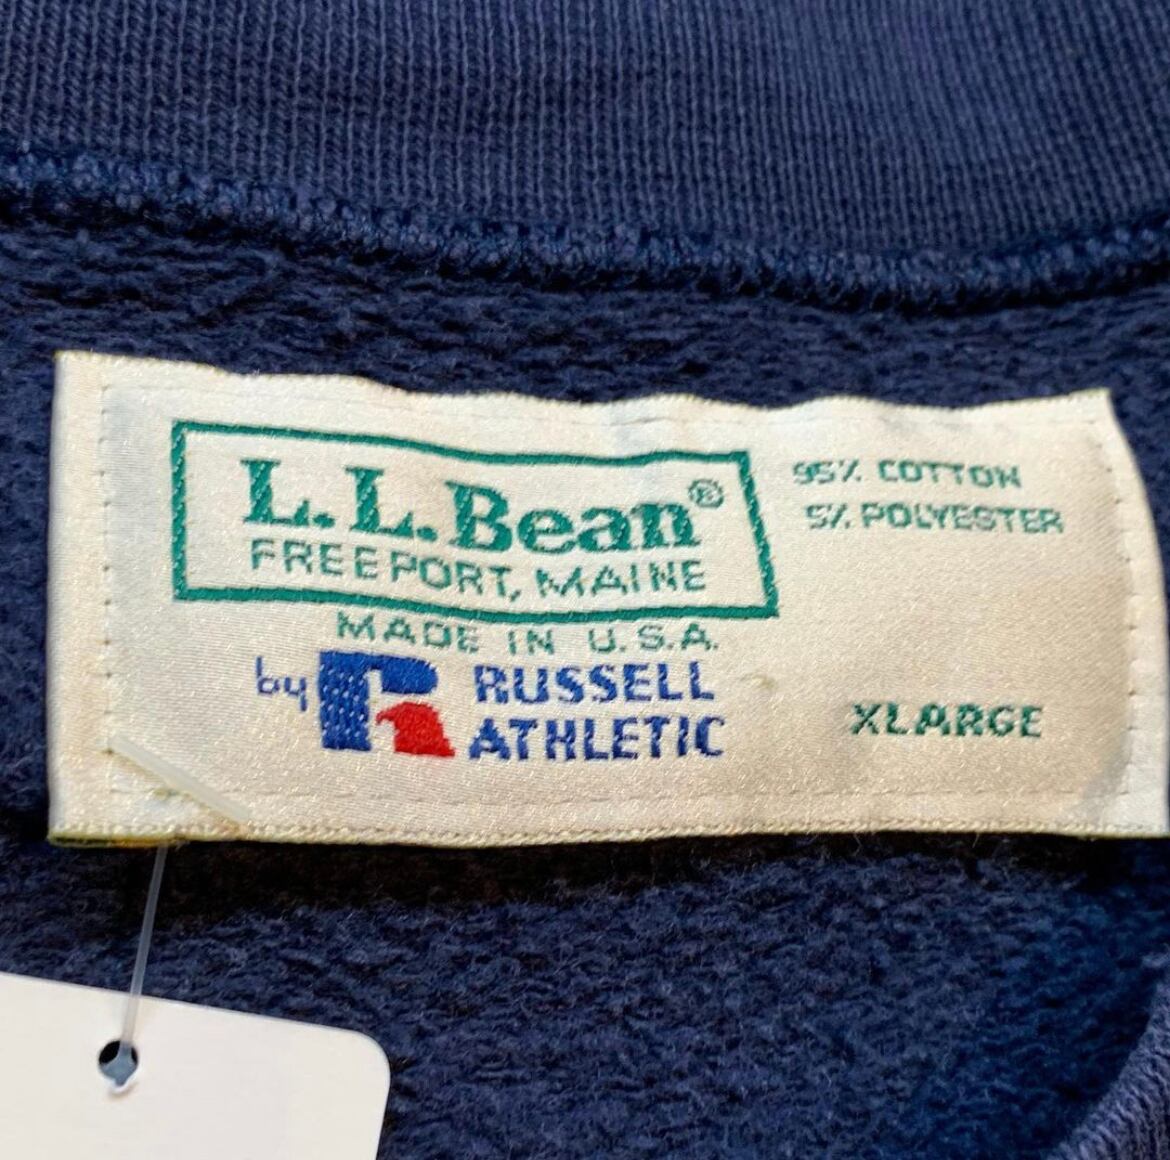 L.L.Bean®
FREEPORT, MAINE
MADE IN U.S.A.
by R RUSSELL
ATHLETIC
95% COTTON
5% POLYESTER
XLARGE